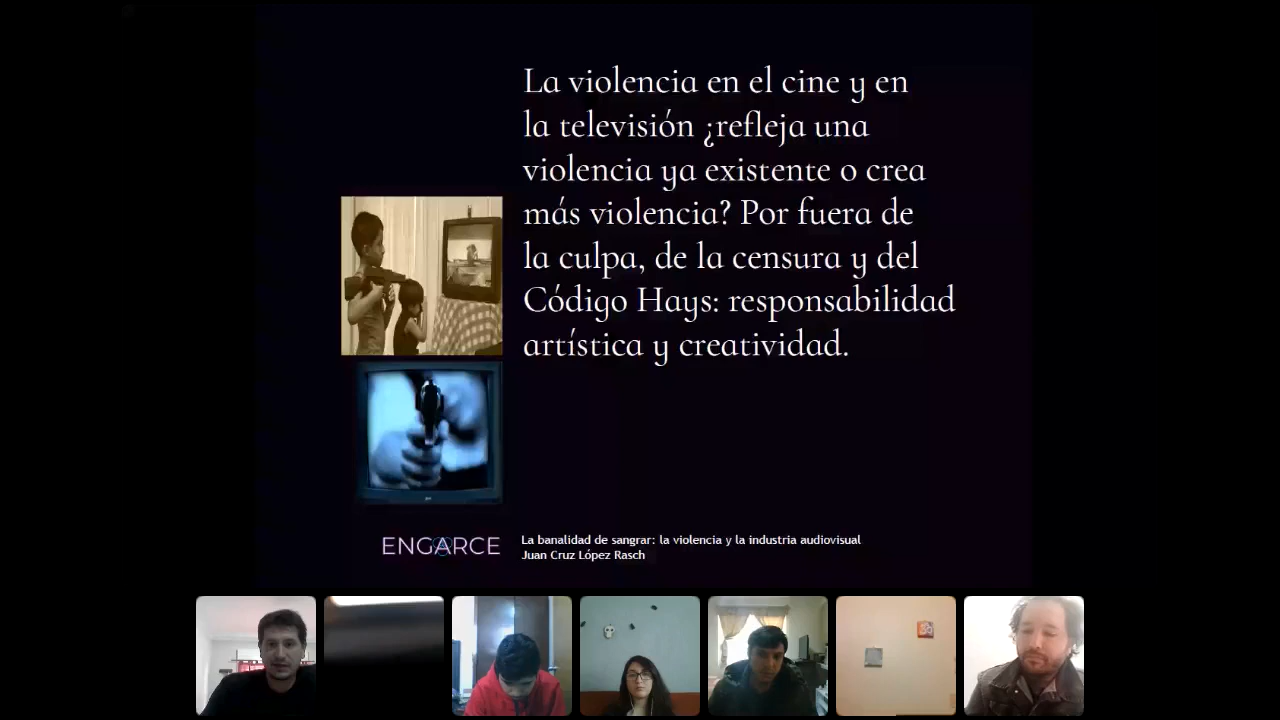 La violencia en el cine y en
la televisión ¿refleja una
violencia ya existente o crea
más violencia? Por fuera de
la culpa, de la censura y del
Código Hays: responsabilidad
artística y creatividad.
ENGARCE
La banalidad de sangrar: la violencia y la industria audiovisual
Juan Cruz López Rasch